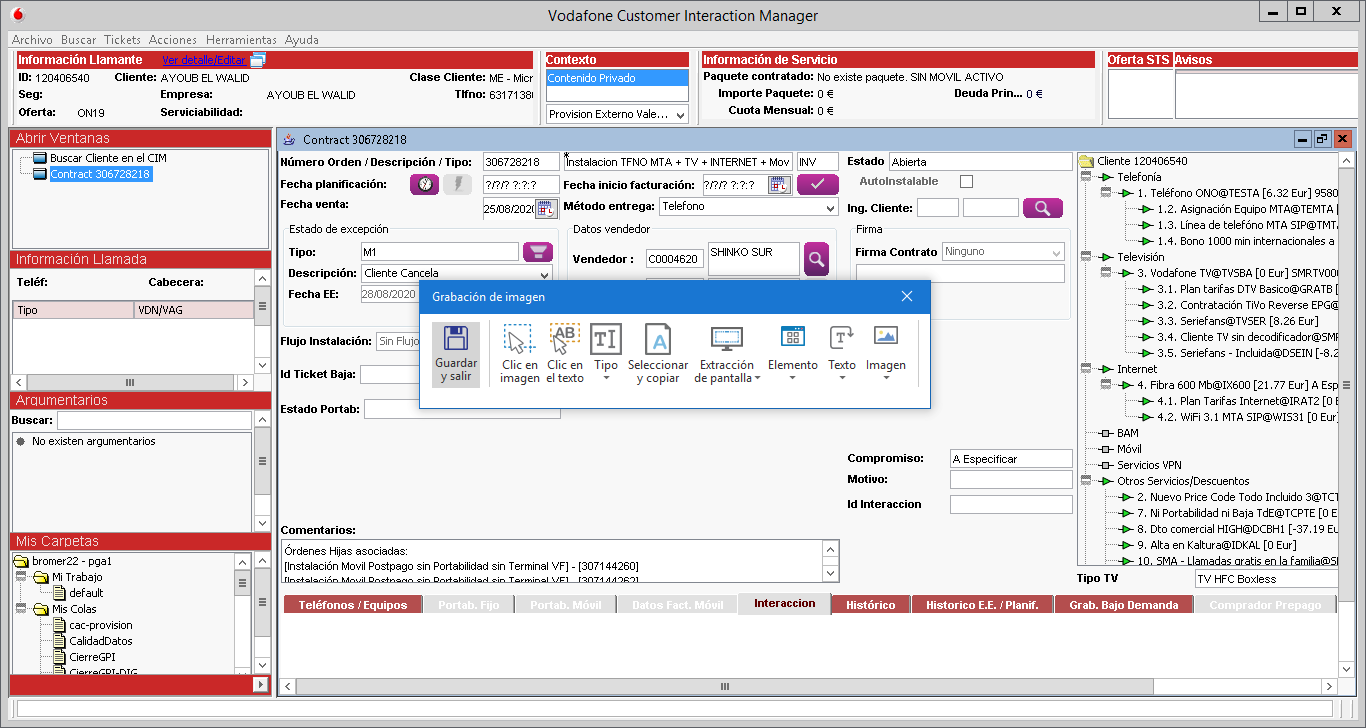 Vodafone Customer Interaction Manager
Archivo Buscar Tickets Acciones Herramientas Ayuda
Información Llamante Ver detalle/Editar
ID: 120406540 Cliente: AYOUB EL WALID Clase Cliente: ME - Micr
Seg: Empresa: AYOUB EL WALID Tlfno: 63171380
Oferta: ON19 Serviciabilidad:
Contexto
Contenido Privado
Provision Externo Vale...
Información de Servicio
Paquete contratado: No existe paquete. SIN MOVIL ACTIVO
Importe Paquete: 0 € Deuda Prin... 0 €
Cuota Mensual: 0 €
Oferta STS Avisos
Abrir Ventanas
Buscar Cliente en el CIM
Contract 306728218
Información Llamada
Teléf: Cabecera:
Tipo VDN/VAG
Argumentarios
Buscar:
No existen argumentarios
Mis Carpetas
bromer22 - pga1
Mi Trabajo
default
Mis Colas
cac-provision
CalidadDatos
CierreGPI
CierreGPI-DIG
Contract 306728218
Número Orden / Descripción / Tipo: 306728218 *Instalacion TFNO MTA + TV + INTERNET + Mov INV Estado Abierta
Fecha planificación: ?/?/? ?:?:? Fecha inicio facturación: ?/?/? ?:?:? AutoInstalable
Fecha venta: 25/08/2020 Método entrega: Telefono Ing. Cliente:
Estado de excepción
Tipo: M1
Descripción: Cliente Cancela
Fecha EE: 28/08/2020
Datos vendedor
Vendedor : C0004620 SHINKO SUR
Firma
Firma Contrato Ninguno
Flujo Instalación: Sin Flujo
Id Ticket Baja:
Estado Portab:
Grabación de imagen
Guardar y salir
Clic en imagen
Clic en el texto
Tipo
Seleccionar y copiar
Extracción de pantalla
Elemento
Texto
Imagen
Compromiso: A Especificar
Motivo:
Id Interaccion
Comentarios:
Órdenes Hijas asociadas:
[Instalación Movil Postpago sin Portabilidad sin Terminal VF] - [307144260]
[Instalación Movil Postpago sin Portabilidad sin Terminal VF] - [307144262]
Teléfonos / Equipos Portab. Fijo Portab. Móvil Datos Fact. Móvil Interaccion Histórico Historico E.E. / Planif. Grab. Bajo Demanda Comprador Prepago
Cliente 120406540
Telefonía
1. Teléfono ONO@TESTA [6.32 Eur] 9580
1.2. Asignación Equipo MTA@TEMTA [
1.3. Línea de telefóno MTA SIP@TMTA
1.4. Bono 1000 min internacionales a
Televisión
3. Vodafone TV@TVSBA [0 Eur] SMRTV000
3.1. Plan tarifas DTV Basico@GRATB [
3.2. Contratación TiVo Reverse EPG@
3.3. Seriefans@TVSER [8.26 Eur]
3.4. Cliente TV sin decodificador@SMR
3.5. Seriefans - Incluida@DSEIN [-8.2
Internet
4. Fibra 600 Mb@IX600 [21.77 Eur] A Esp
4.1. Plan Tarifas Internet@IRAT2 [0 E
4.2. WiFi 3.1 MTA SIP@WIS31 [0 Eur]
BAM
Móvil
Servicios VPN
Otros Servicios/Descuentos
2. Nuevo Price Code Todo Incluido 3@TCT
7. Ni Portabilidad ni Baja TdE@TCPTE [0 E
8. Dto comercial HIGH@DCBH1 [-37.19 Eu
9. Alta en Kaltura@IDKAL [0 Eur]
10. SMA - Llamadas gratis en la familia@S
Tipo TV TV HFC Boxless